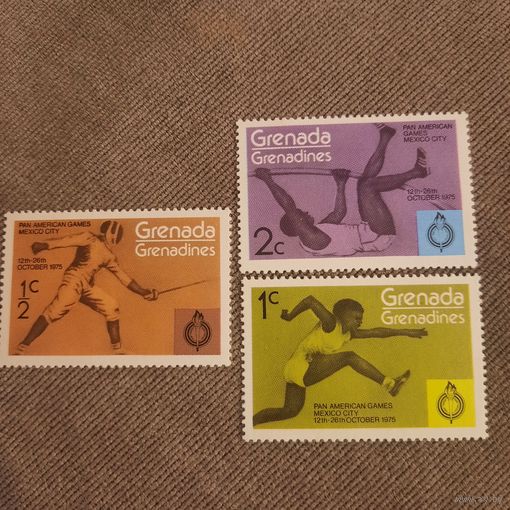 Grenada
Grenadines
PAN AMERICAN
GAMES
MEXICO CITY
12th-26th
OCTOBER 1975
2c
PAN AMERICAN GAMES
MEXICO CITY
12th-26th
OCTOBER 1975
Grenada
Grenadines
1/2 c
1c
Grenada
Grenadines
PAN AMERICAN GAMES
MEXICO CITY
12th-26th OCTOBER 1975